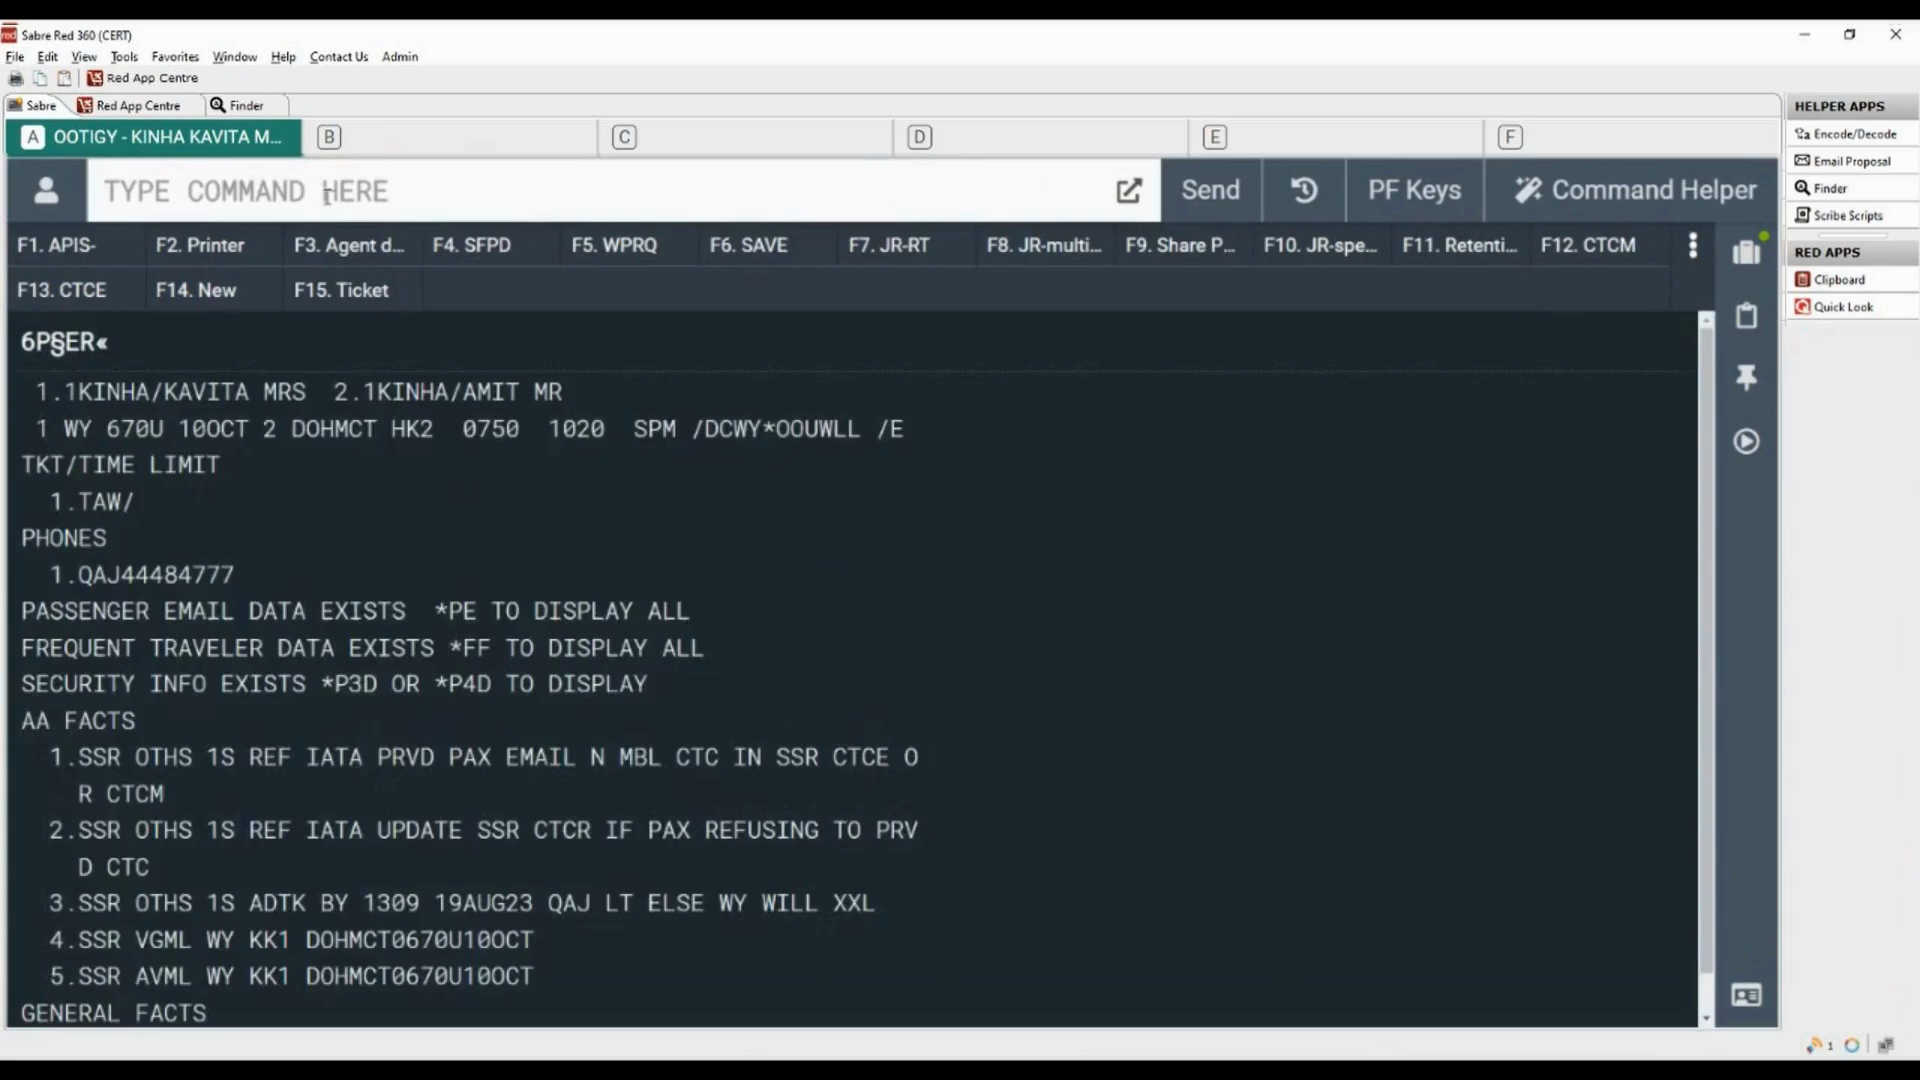 Sabre Red 360 (CERT)
File Edit View Tools Favorites Window Help Contact Us Admin
Red App Centre
Sabre Red App Centre Finder
A OOTIGY - KINHA KAVITA M... B C D E F
TYPE COMMAND HERE Send PF Keys Command Helper
F1. APIS- F2. Printer F3. Agent d... F4. SFPD F5. WPRQ F6. SAVE F7. JR-RT F8. JR-multi... F9. Share P... F10. JR-spe... F11. Retenti... F12. CTCM
F13. CTCE F14. New F15. Ticket
6P§ER«
1.1KINHA/KAVITA MRS 2.1KINHA/AMIT MR
1 WY 670U 10OCT 2 DOHMCT HK2 0750 1020 SPM /DCWY*OOUWLL /E
TKT/TIME LIMIT
1.TAW/
PHONES
1.QAJ44484777
PASSENGER EMAIL DATA EXISTS *PE TO DISPLAY ALL
FREQUENT TRAVELER DATA EXISTS *FF TO DISPLAY ALL
SECURITY INFO EXISTS *P3D OR *P4D TO DISPLAY
AA FACTS
1.SSR OTHS 1S REF IATA PRVD PAX EMAIL N MBL CTC IN SSR CTCE O
R CTCM
2.SSR OTHS 1S REF IATA UPDATE SSR CTCR IF PAX REFUSING TO PRV
D CTC
3.SSR OTHS 1S ADTK BY 1309 19AUG23 QAJ LT ELSE WY WILL XXL
4.SSR VGML WY KK1 DOHMCT0670U10OCT
5.SSR AVML WY KK1 DOHMCT0670U10OCT
GENERAL FACTS
HELPER APPS
Encode/Decode
Email Proposal
Finder
Scribe Scripts
RED APPS
Clipboard
Quick Look
1